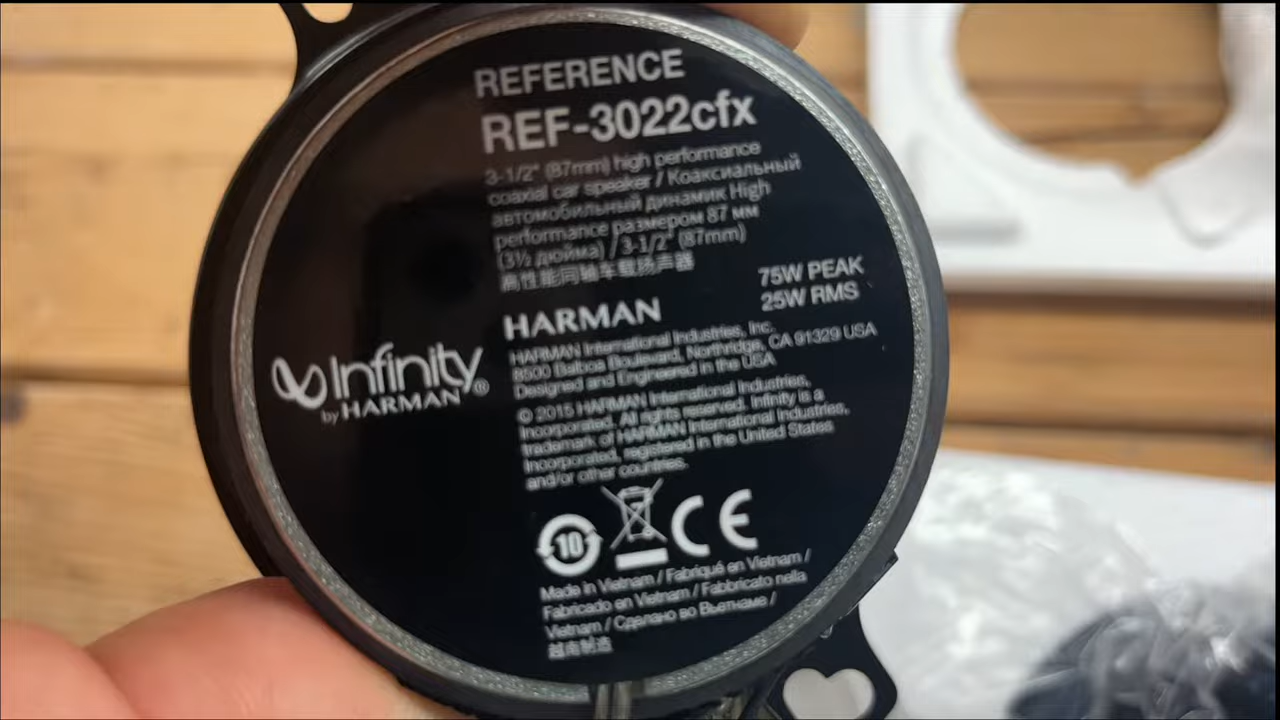 REFERENCE
REF-3022cfx
3-1/2" (87mm) high performance
coaxial car speaker / Коаксиальный
автомобильный динамик High
performance размером 87 мм
(3½ дюйма) / 3-1/2" (87mm)
高性能同轴车载扬声器
75W PEAK
25W RMS
HARMAN
HARMAN International Industries, Inc.
8500 Balboa Boulevard, Northridge, CA 91329 USA
Designed and Engineered in the USA
Infinity®
by HARMAN
© 2015 HARMAN International Industries,
Incorporated. All rights reserved. Infinity is a
trademark of HARMAN International Industries,
Incorporated, registered in the United States
and/or other countries.
10
CE
Made in Vietnam / Fabriqué en Vietnam /
Fabricado en Vietnam / Fabbricato nella
Vietnam / Сделано во Вьетнаме /
越南制造